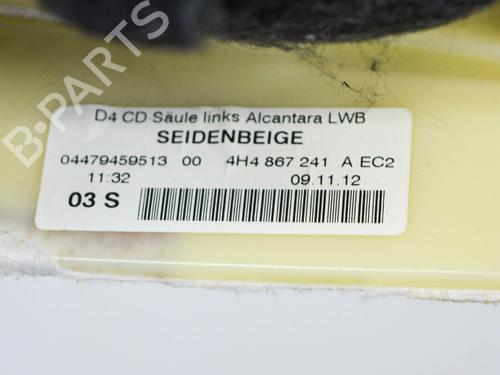 D4 CD Säule links Alcantara LWB
SEIDENBEIGE
04479459513 00 4H4 867 241 A EC2
11:32 09.11.12
03 S
B-PARTS